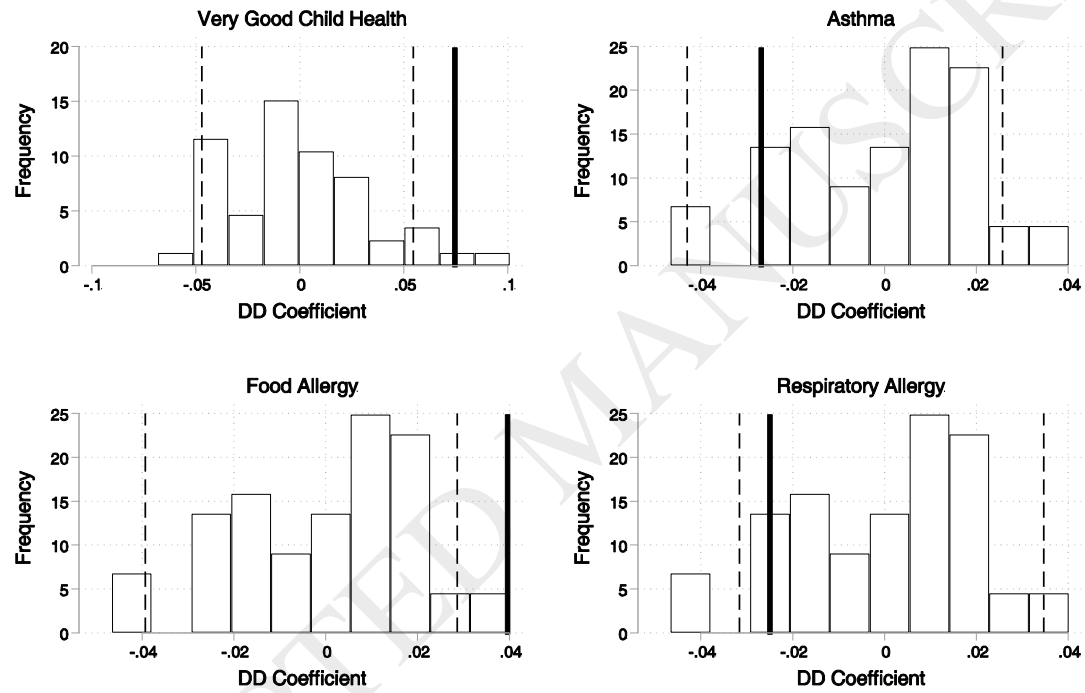 Very Good Child Health
Frequency
20
15
10
5
0
-.1 -.05 0 .05 .1
DD Coefficient
Asthma
Frequency
25
20
15
10
5
0
-.04 -.02 0 .02 .04
DD Coefficient
Food Allergy
Frequency
25
20
15
10
5
0
-.04 -.02 0 .02 .04
DD Coefficient
Respiratory Allergy
Frequency
25
20
15
10
5
0
-.04 -.02 0 .02 .04
DD Coefficient